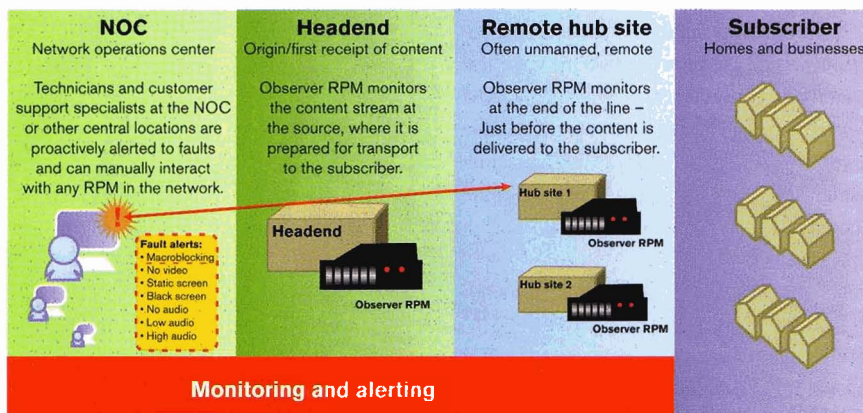 NOC
Network operations center
Technicians and customer
support specialists at the NOC
or other central locations are
proactively alerted to faults
and can manually interact
with any RPM in the network.
!
Fault alerts:
• Macroblocking
• No video
• Static screen
• Black screen
• No audio
• Low audio
• High audio
Headend
Origin/first receipt of content
Observer RPM monitors
the content stream at
the source, where it is
prepared for transport
to the subscriber.
Headend
Observer RPM
Remote hub site
Often unmanned, remote
Observer RPM monitors
at the end of the line –
Just before the content is
delivered to the subscriber.
Hub site 1
Observer RPM
Hub site 2
Observer RPM
Subscriber
Homes and businesses
Monitoring and alerting